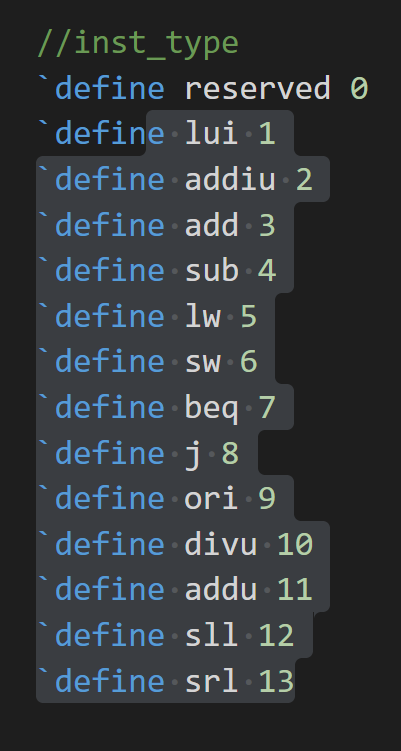 //inst_type
`define reserved 0
`define lui 1
`define addiu 2
`define add 3
`define sub 4
`define lw 5
`define sw 6
`define beq 7
`define j 8
`define ori 9
`define divu 10
`define addu 11
`define sll 12
`define srl 13